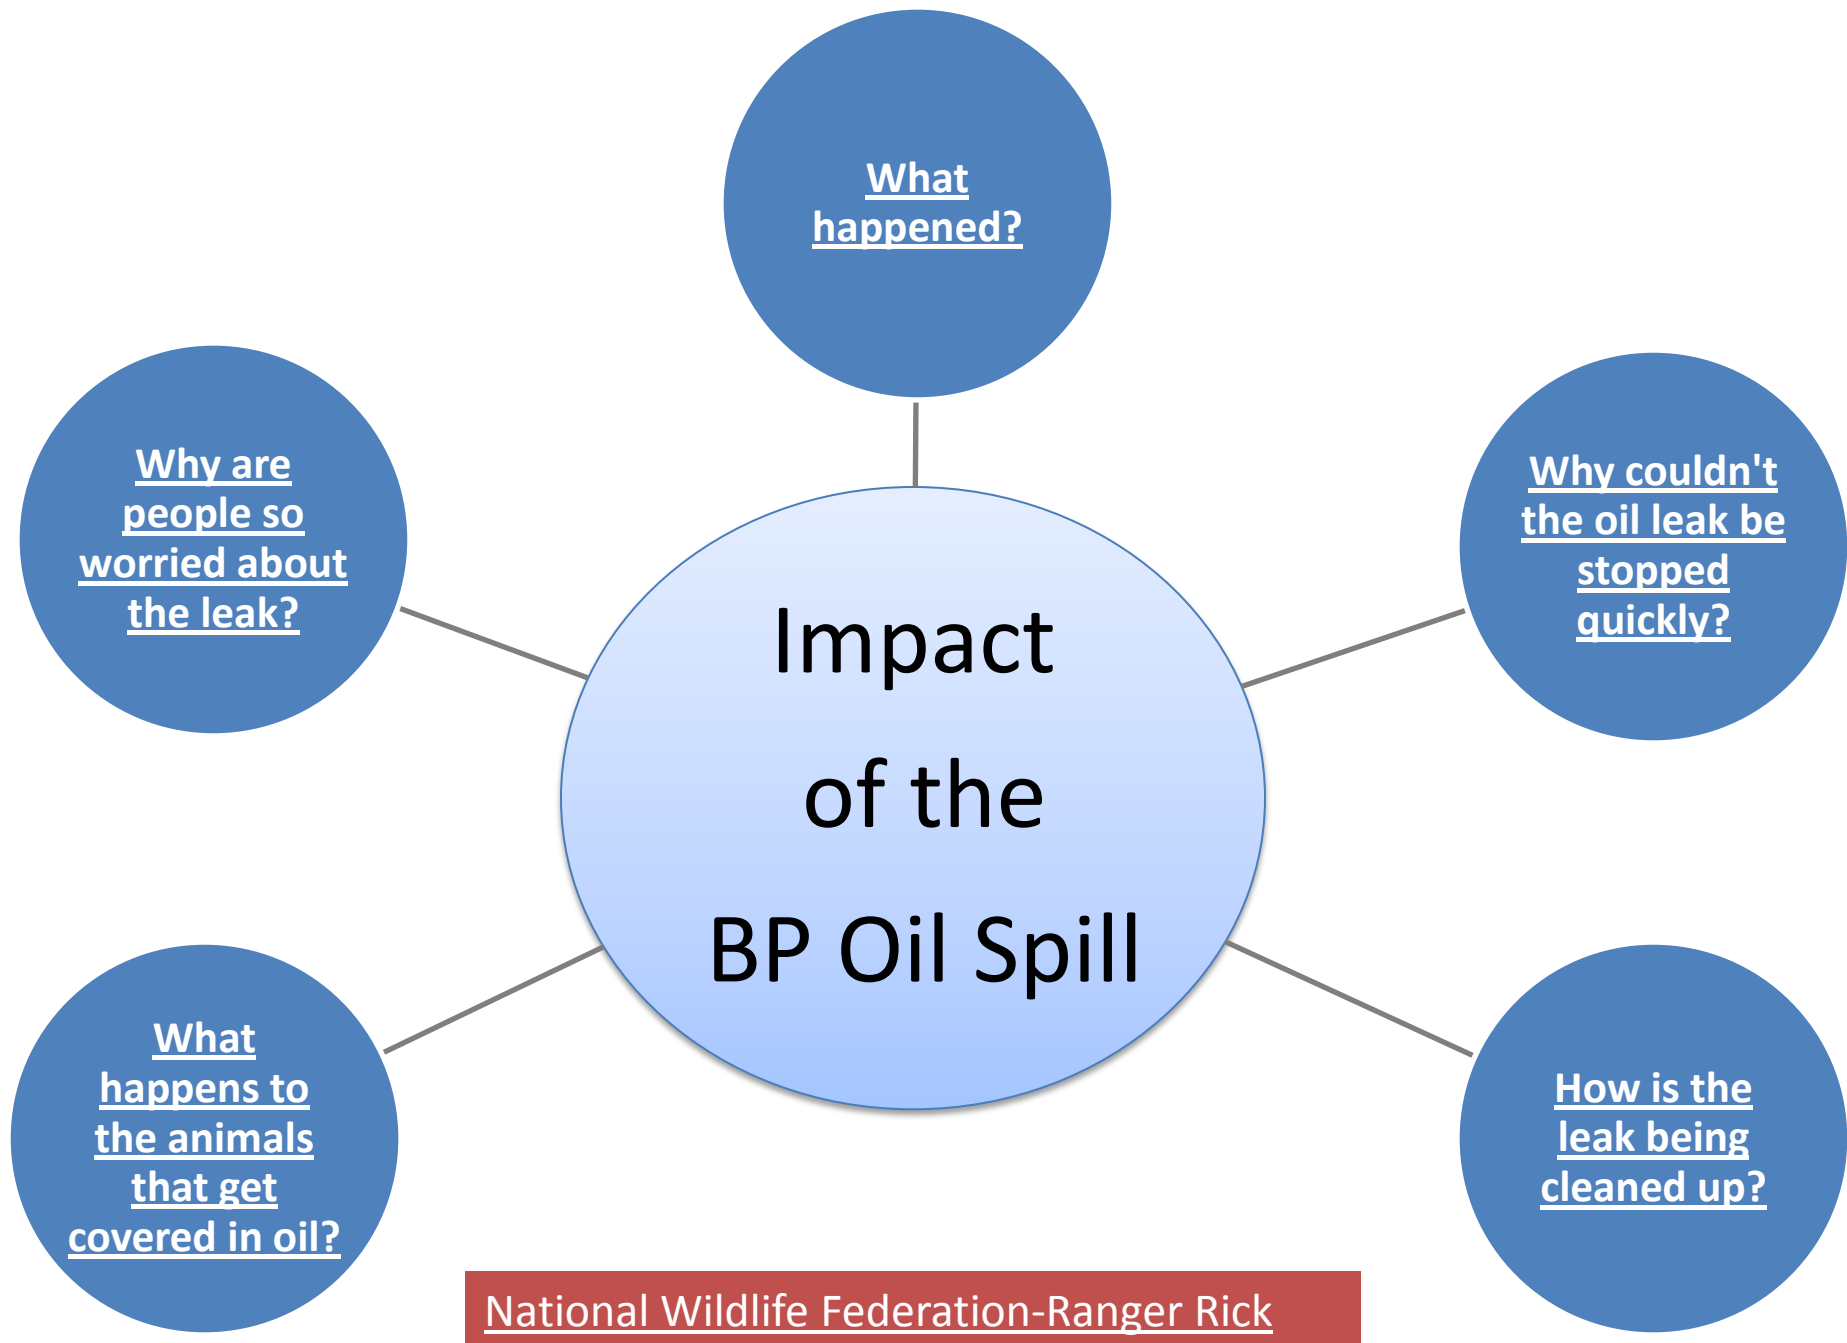 What
happened?
Why are
people so
worried about
the leak?
Why couldn't
the oil leak be
stopped
quickly?
Impact
of the
BP Oil Spill
What
happens to
the animals
that get
covered in oil?
How is the
leak being
cleaned up?
National Wildlife Federation-Ranger Rick